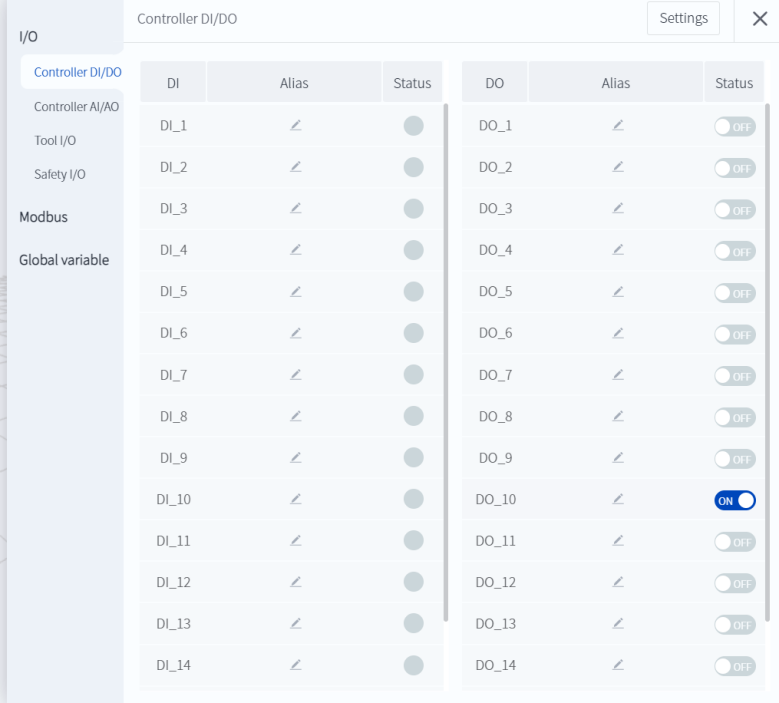 I/O
Controller DI/DO
Controller AI/AO
Tool I/O
Safety I/O
Modbus
Global variable
Controller DI/DO Settings
DI Alias Status DO Alias Status
DI_1 DO_1 OFF
DI_2 DO_2 OFF
DI_3 DO_3 OFF
DI_4 DO_4 OFF
DI_5 DO_5 OFF
DI_6 DO_6 OFF
DI_7 DO_7 OFF
DI_8 DO_8 OFF
DI_9 DO_9 OFF
DI_10 DO_10 ON
DI_11 DO_11 OFF
DI_12 DO_12 OFF
DI_13 DO_13 OFF
DI_14 DO_14 OFF